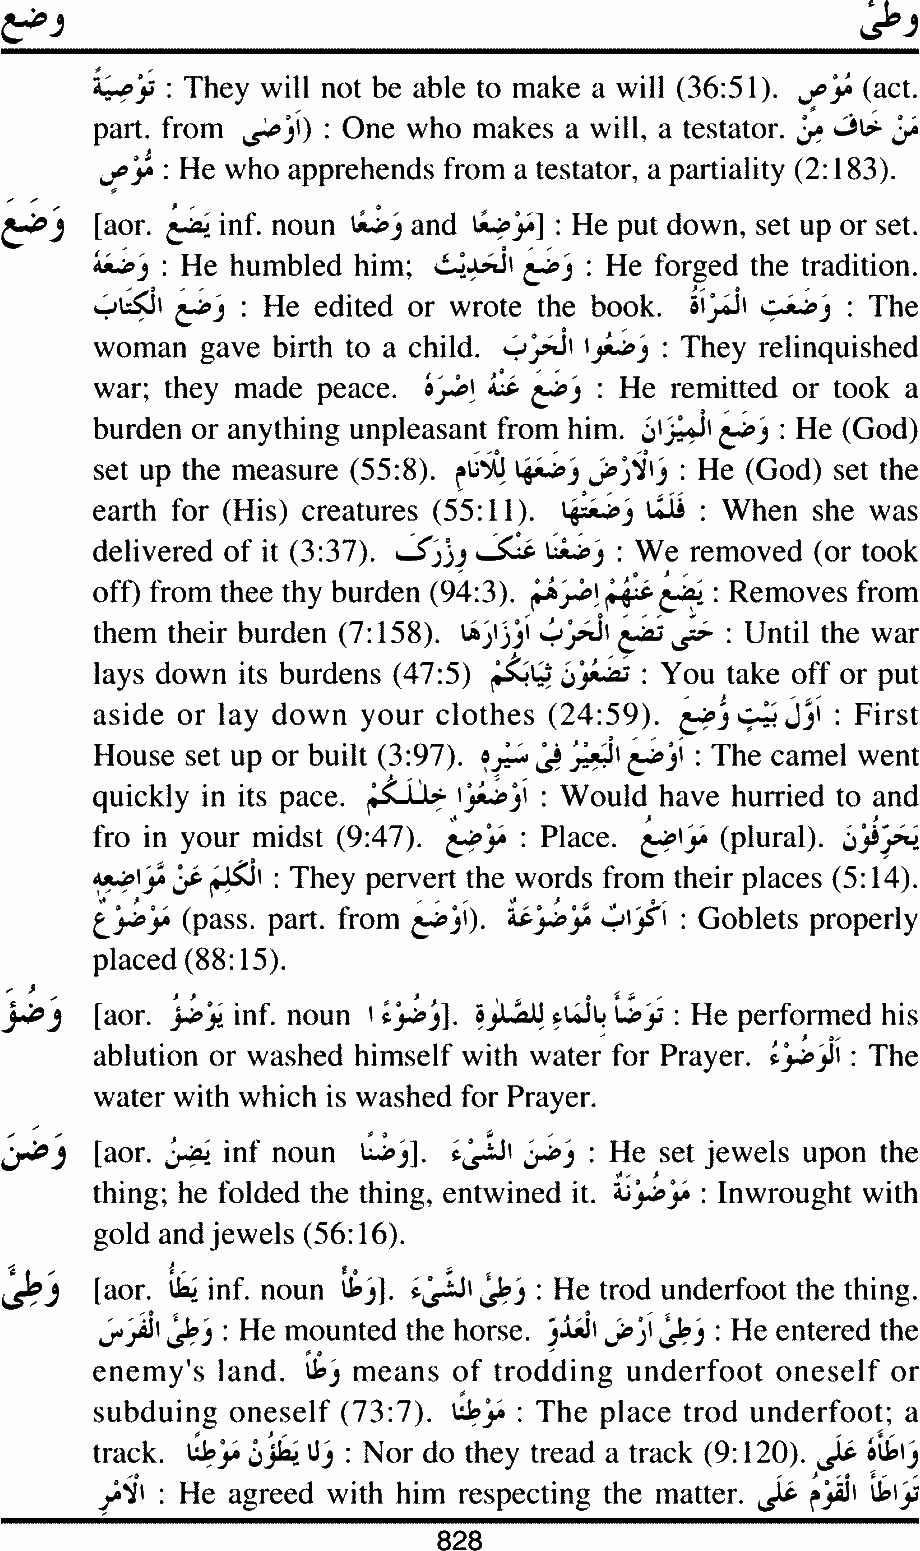 وضع وطئ
تَوْصِيَةً : They will not be able to make a will (36:51). مُوْصٍ (act.
part. from اَوْصٰى) : One who makes a will, a testator. مَنْ خَافَ مِنْ
مُّوْصٍ : He who apprehends from a testator, a partiality (2:183).
وَضَعَ [aor. يَضَعُ inf. noun وَضْعًا and مَوْضِعًا] : He put down, set up or set.
وَضَعَهُ : He humbled him; وَضَعَ الْحَدِيْثَ : He forged the tradition.
وَضَعَ الْكِتَابَ : He edited or wrote the book. وَضَعَتِ الْمَرْاَةُ : The
woman gave birth to a child. وَضَعُوا الْحَرْبَ : They relinquished
war; they made peace. وَضَعَ عَنْهُ اِصْرَهُ : He remitted or took a
burden or anything unpleasant from him. وَضَعَ الْمِيْزَانَ : He (God)
set up the measure (55:8). وَالْاَرْضَ وَضَعَهَا لِلْاَنَامِ : He (God) set the
earth for (His) creatures (55:11). فَلَمَّا وَضَعَتْهَا : When she was
delivered of it (3:37). وَضَعْنَا عَنْکَ وِزْرَکَ : We removed (or took
off) from thee thy burden (94:3). يَضَعُ عَنْهُمْ اِصْرَهُمْ : Removes from
them their burden (7:158). حَتّٰى تَضَعَ الْحَرْبُ اَوْزَارَهَا : Until the war
lays down its burdens (47:5) تَضَعُوْنَ ثِيَابَكُمْ : You take off or put
aside or lay down your clothes (24:59). اَوَّلَ بَيْتٍ وُّضِعَ : First
House set up or built (3:97). اَوْضَعَ الْبَعِيْرُ فِىْ سَيْرِهٖ : The camel went
quickly in its pace. اَوْضَعُوْا خِلٰلَكُمْ : Would have hurried to and
fro in your midst (9:47). مَوْضِعٌ : Place. مَوَاضِعُ (plural). يُحَرِّفُوْنَ
الْكَلِمَ عَنْ مَّوَاضِعِهٖ : They pervert the words from their places (5:14).
مَوْضُوْعٌ (pass. part. from اَوْضَعَ). اَكْوَابٌ مَّوْضُوْعَةٌ : Goblets properly
placed (88:15).
وَضُؤَ [aor. يَوْضُؤُ inf. noun وُضُوْءًا]. تَوَضَّأَ بِالْمَاءِ لِلصَّلٰوةِ : He performed his
ablution or washed himself with water for Prayer. اَلْوَضُوْءُ : The
water with which is washed for Prayer.
وَضَنَ [aor. يَضِنُ inf noun وَضْنًا]. وَضَنَ الشَّىْءَ : He set jewels upon the
thing; he folded the thing, entwined it. مَوْضُوْنَةٌ : Inwrought with
gold and jewels (56:16).
وَطِئَ [aor. يَطَأُ inf. noun وَطْأً]. وَطِئَ الشَّىْءَ : He trod underfoot the thing.
وَطِئَ الْفَرَسَ : He mounted the horse. وَطِئَ اَرْضَ الْعَدُوِّ : He entered the
enemy's land. وَطْأً means of trodding underfoot oneself or
subduing oneself (73:7). مَوْطِئًا : The place trod underfoot; a
track. وَلَا يَطَؤُنَ مَوْطِئًا : Nor do they tread a track (9:120). وَاطَأَهُ عَلَى
الْاَمْرِ : He agreed with him respecting the matter. تَوَاطَأَ الْقَوْمُ عَلَى
828